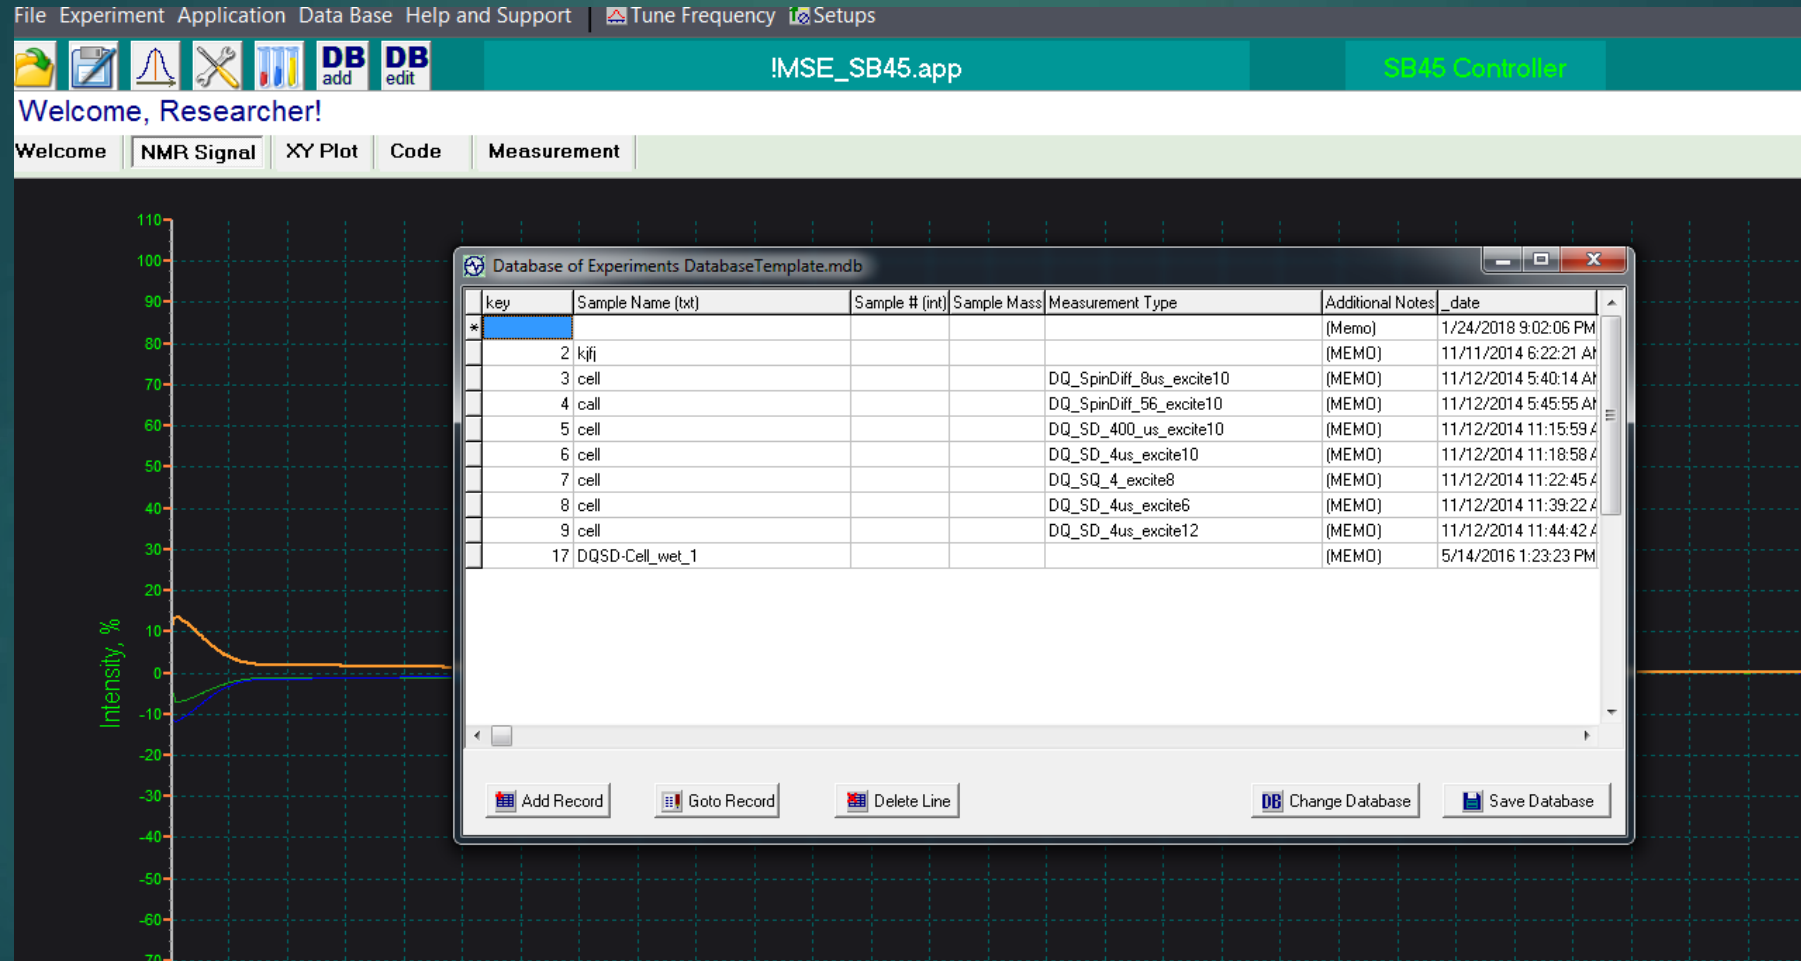 File Experiment Application Data Base Help and Support Tune Frequency Setups
DB add DB edit !MSE_SB45.app SB45 Controller
Welcome, Researcher!
Welcome NMR Signal XY Plot Code Measurement
110
100
90
80
70
60
50
40
30
20
10
0
-10
-20
-30
-40
-50
-60
-70
Intensity, %
Database of Experiments DatabaseTemplate.mdb
key Sample Name (txt) Sample # (int) Sample Mass Measurement Type Additional Notes _date
* (Memo) 1/24/2018 9:02:06 PM
2 kjfj (MEMO) 11/11/2014 6:22:21 AM
3 cell DQ_SpinDiff_8us_excite10 (MEMO) 11/12/2014 5:40:14 AM
4 call DQ_SpinDiff_56_excite10 (MEMO) 11/12/2014 5:45:55 AM
5 cell DQ_SD_400_us_excite10 (MEMO) 11/12/2014 11:15:59 A
6 cell DQ_SD_4us_excite10 (MEMO) 11/12/2014 11:18:58 A
7 cell DQ_SQ_4_excite8 (MEMO) 11/12/2014 11:22:45 A
8 cell DQ_SD_4us_excite6 (MEMO) 11/12/2014 11:39:22 A
9 cell DQ_SD_4us_excite12 (MEMO) 11/12/2014 11:44:42 A
17 DQSD-Cell_wet_1 (MEMO) 5/14/2016 1:23:23 PM
Add Record Goto Record Delete Line DB Change Database Save Database